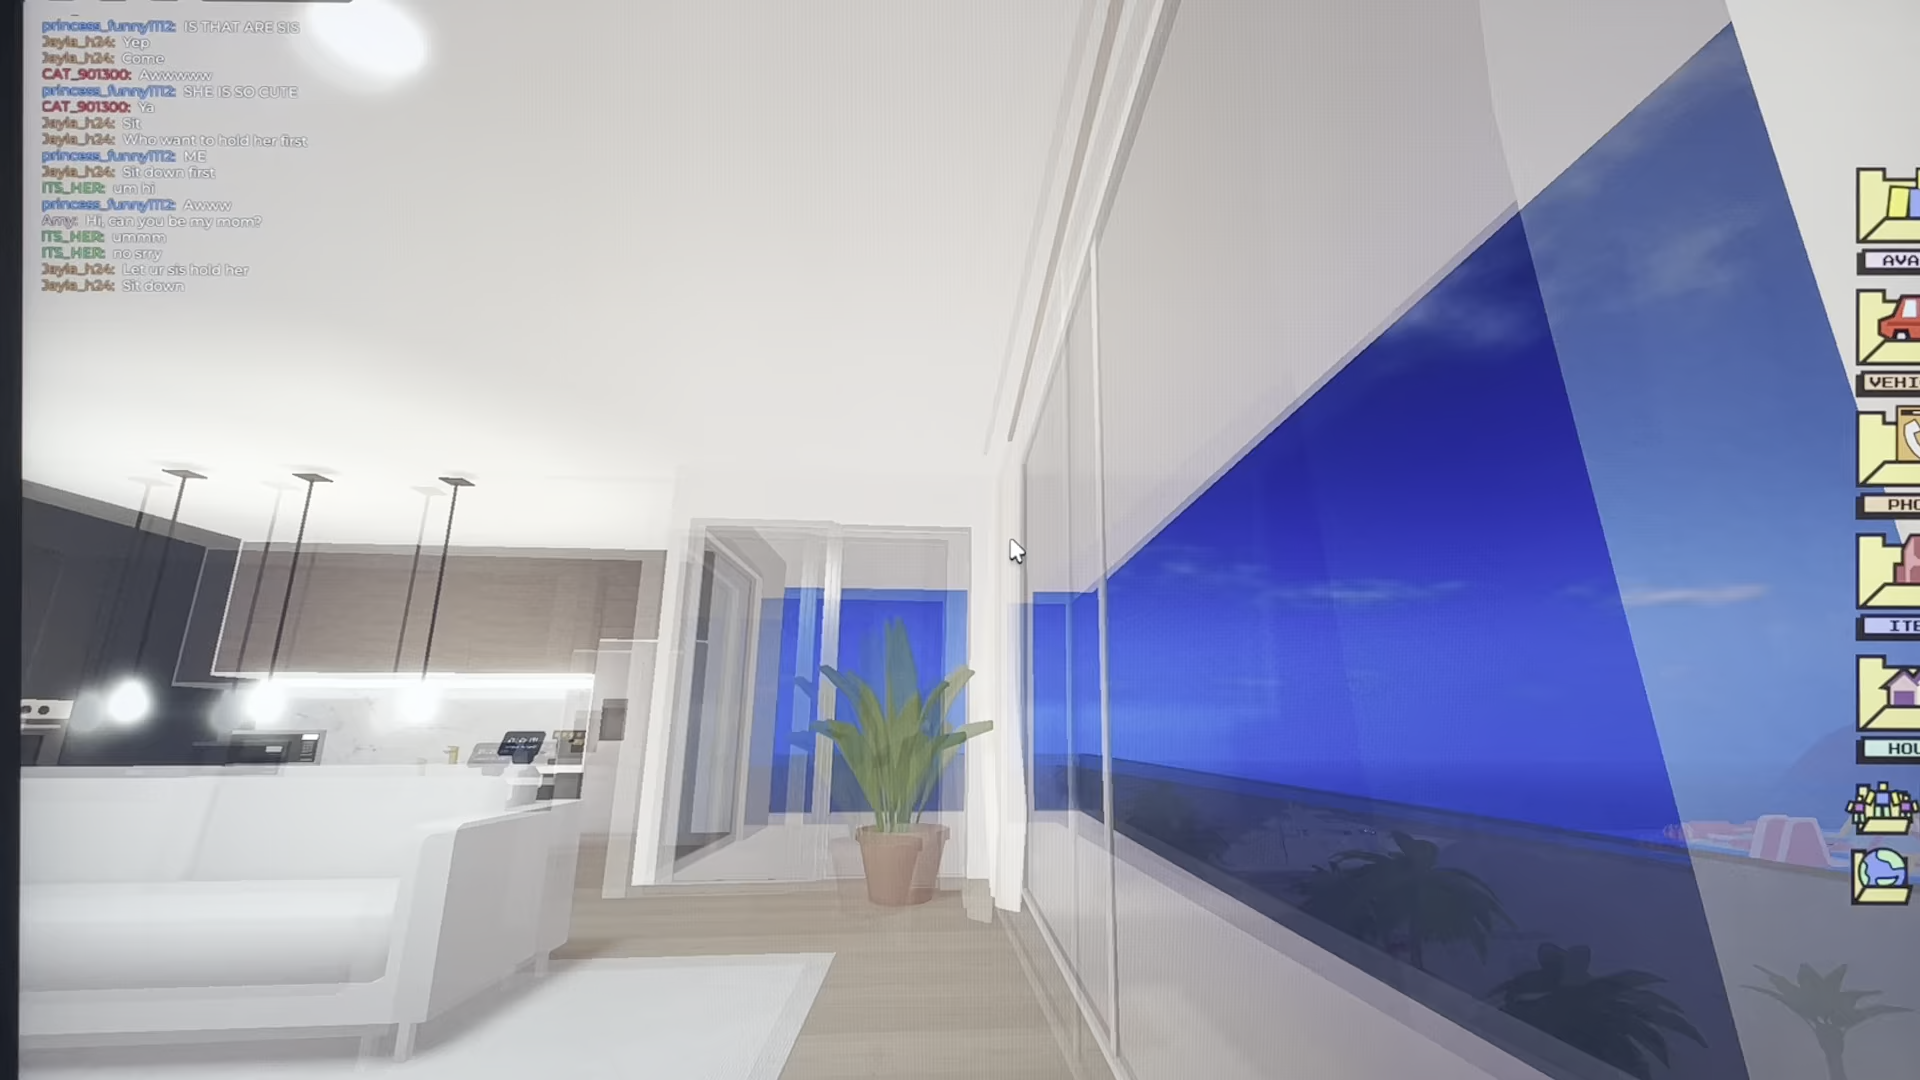 princess_funny1112: IS THAT ARE SIS
Jayla_h24: Yep
Jayla_h24: Come
CAT_901300: Awwwww
princess_funny1112: SHE IS SO CUTE
CAT_901300: Ya
Jayla_h24: Sit
Jayla_h24: Who want to hold her first
princess_funny1112: ME
Jayla_h24: Sit down first
ITS_HER: um hi
princess_funny1112: Awww
Amy: Hi, can you be my mom?
ITS_HER: ummm
ITS_HER: no srry
Jayla_h24: Let ur sis hold her
Jayla_h24: Sit down
AVA
VEHI
PHO
ITE
HOU